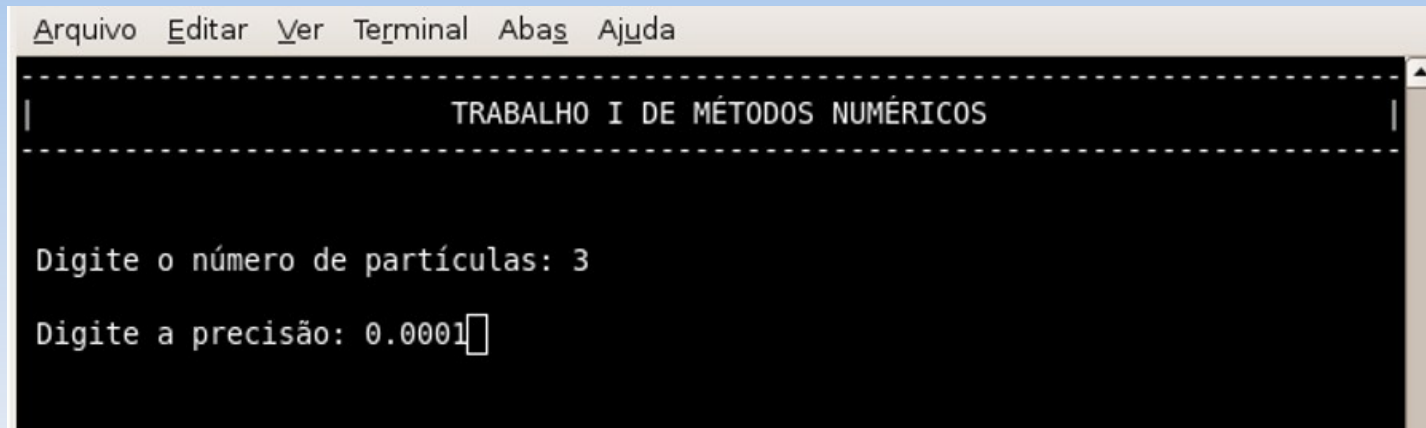 Arquivo Editar Ver Terminal Abas Ajuda
--------------------------------------------------------------------------------
| TRABALHO I DE MÉTODOS NUMÉRICOS |
--------------------------------------------------------------------------------
Digite o número de partículas: 3
Digite a precisão: 0.0001